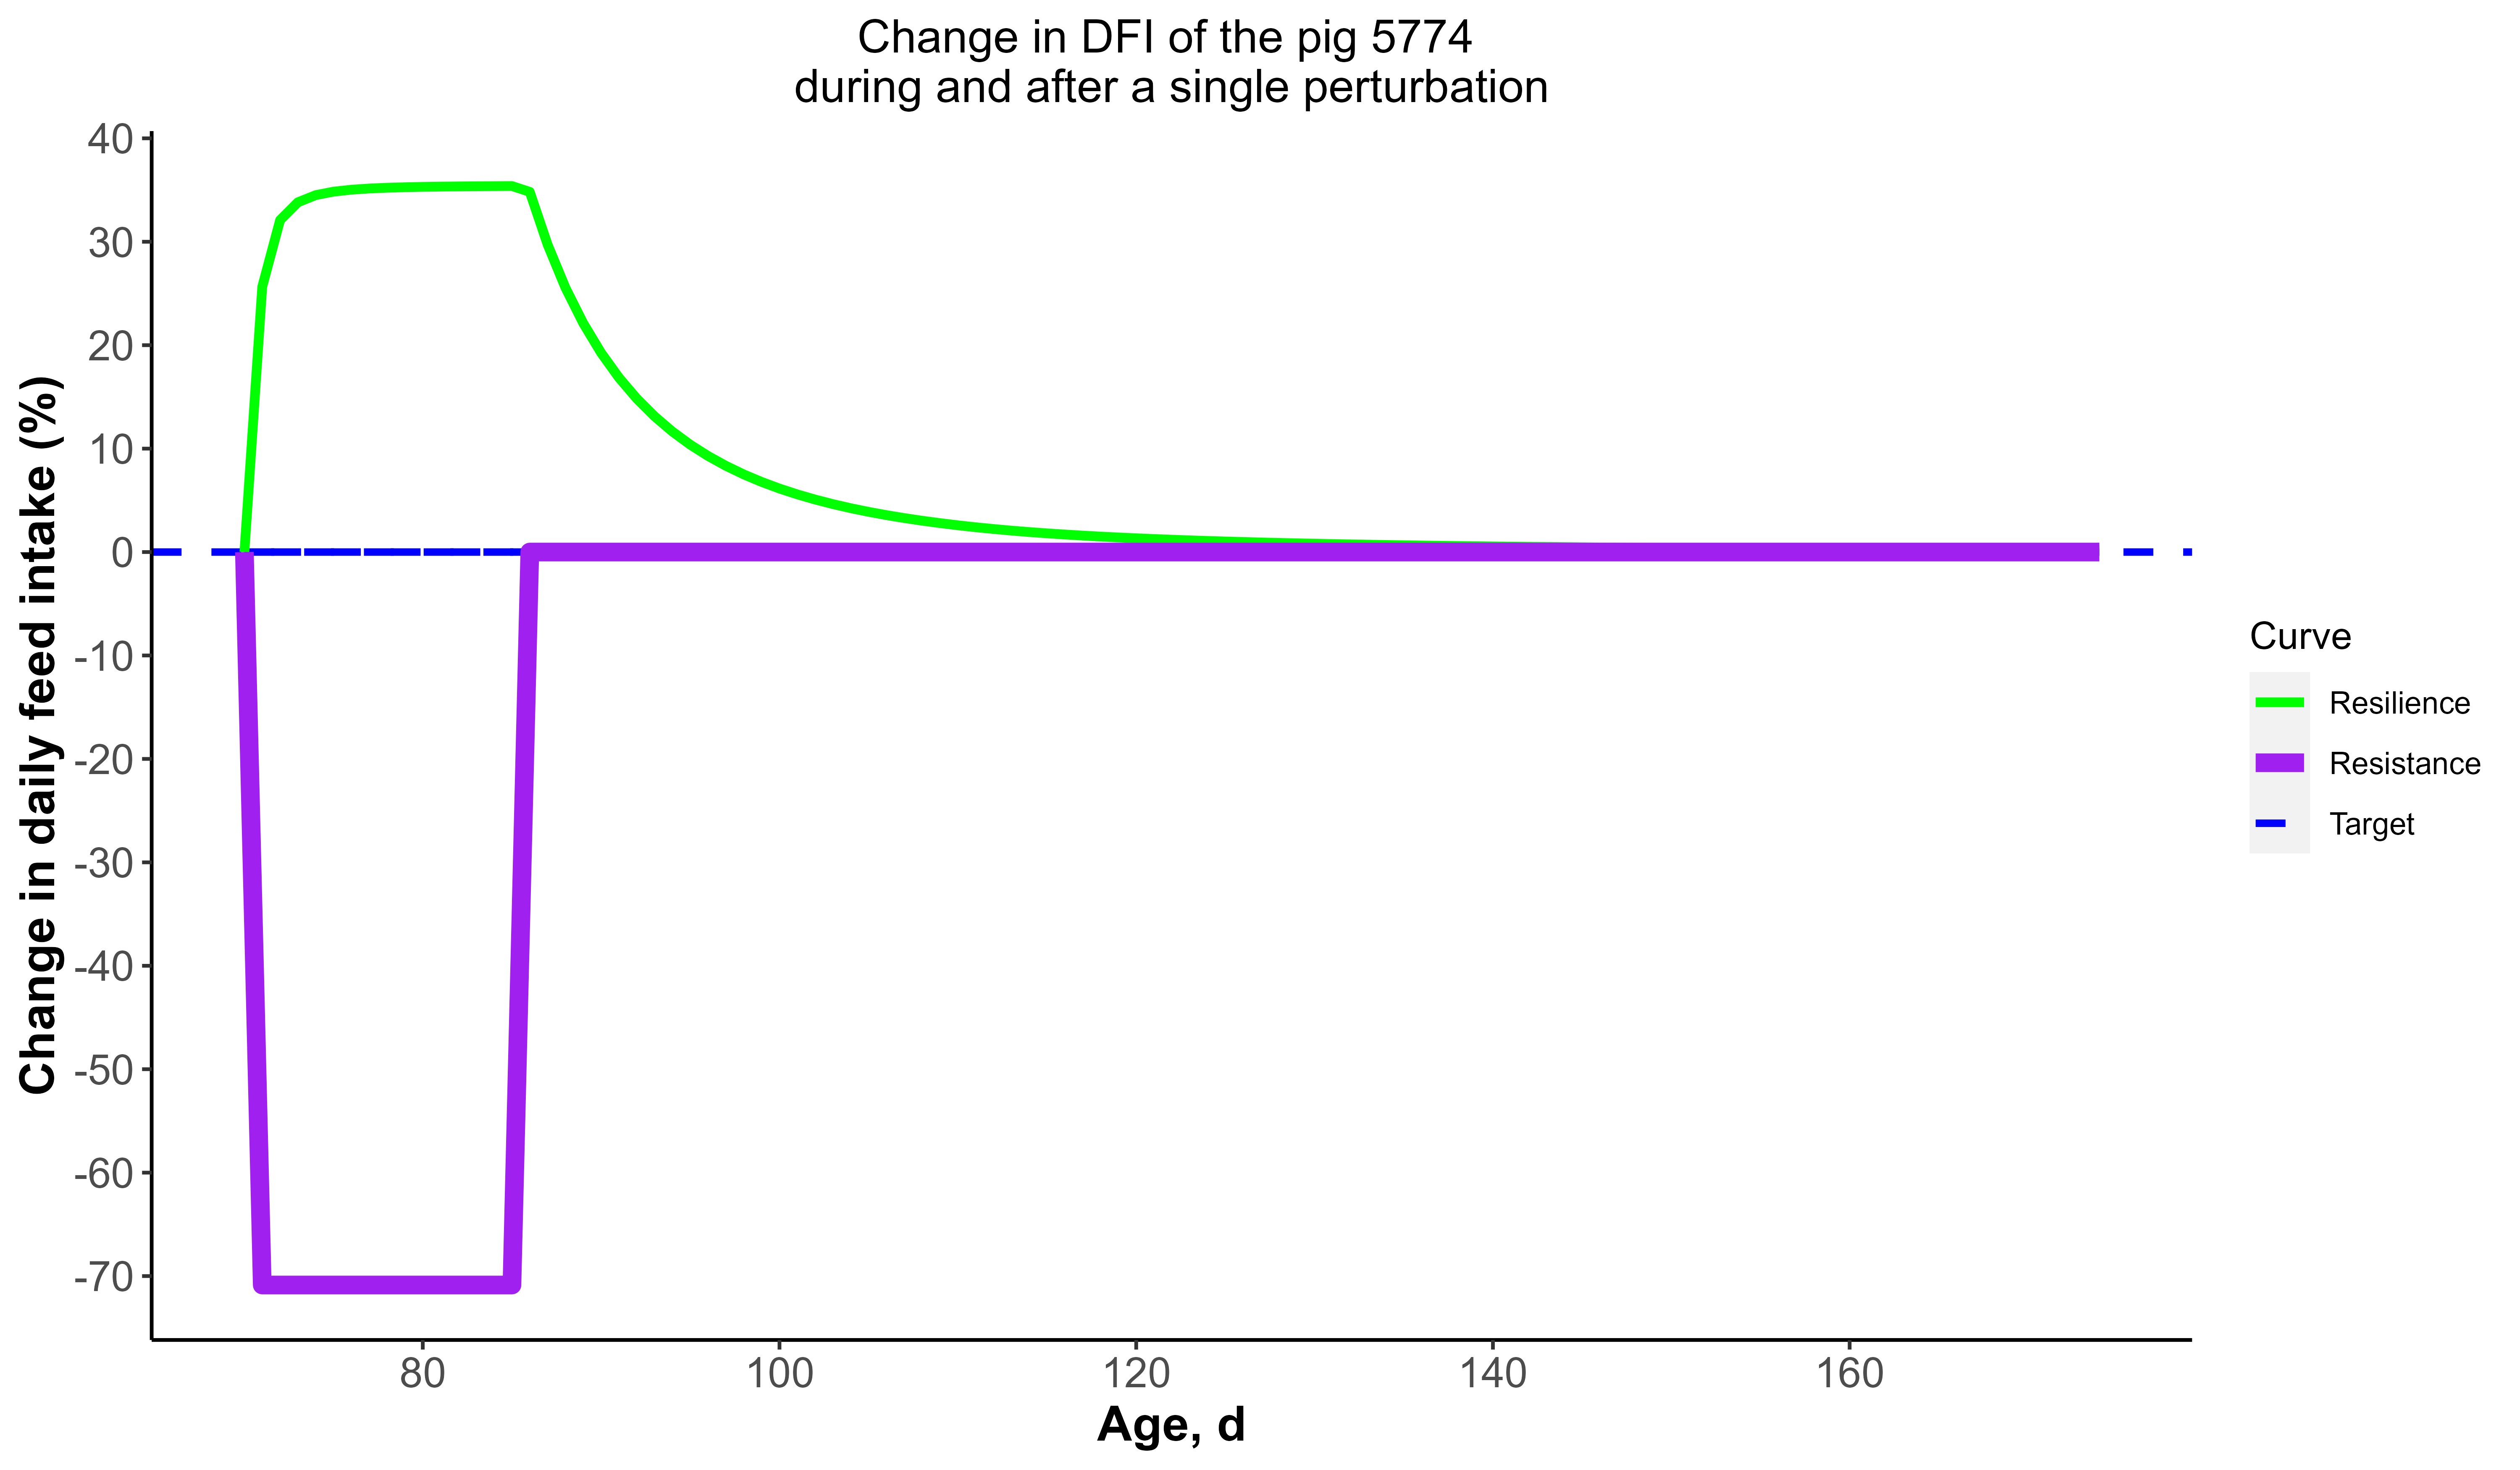 Change in DFI of the pig 5774
during and after a single perturbation
Change in daily feed intake (%)
40
30
20
10
0
-10
-20
-30
-40
-50
-60
-70
80
100
120
140
160
Age, d
Curve
Resilience
Resistance
Target